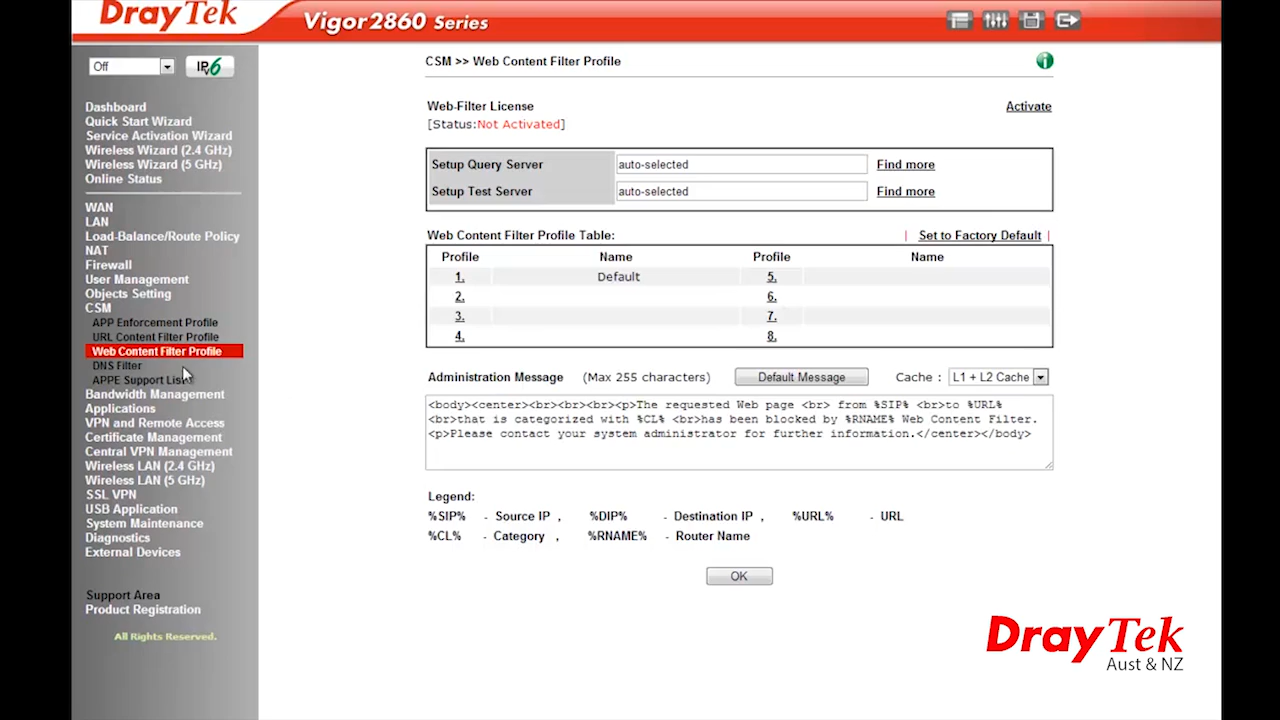 DrayTek
Vigor2860 Series
Off
IPv6
CSM >> Web Content Filter Profile
Dashboard
Quick Start Wizard
Service Activation Wizard
Wireless Wizard (2.4 GHz)
Wireless Wizard (5 GHz)
Online Status
WAN
LAN
Load-Balance/Route Policy
NAT
Firewall
User Management
Objects Setting
CSM
APP Enforcement Profile
URL Content Filter Profile
Web Content Filter Profile
DNS Filter
APPE Support List
Bandwidth Management
Applications
VPN and Remote Access
Certificate Management
Central VPN Management
Wireless LAN (2.4 GHz)
Wireless LAN (5 GHz)
SSL VPN
USB Application
System Maintenance
Diagnostics
External Devices
Support Area
Product Registration
All Rights Reserved.
Web-Filter License Activate
[Status:Not Activated]
Setup Query Server auto-selected Find more
Setup Test Server auto-selected Find more
Web Content Filter Profile Table: | Set to Factory Default |
Profile Name Profile Name
1. Default 5.
2. 6.
3. 7.
4. 8.
Administration Message (Max 255 characters) Default Message Cache : L1 + L2 Cache
<body><center><br><br><br><p>The requested Web page <br> from %SIP% <br>to %URL%
<br>that is categorized with %CL% <br>has been blocked by %RNAME% Web Content Filter.
<p>Please contact your system administrator for further information.</center></body>
Legend:
%SIP% - Source IP , %DIP% - Destination IP , %URL% - URL
%CL% - Category , %RNAME% - Router Name
OK
DrayTek
Aust & NZ